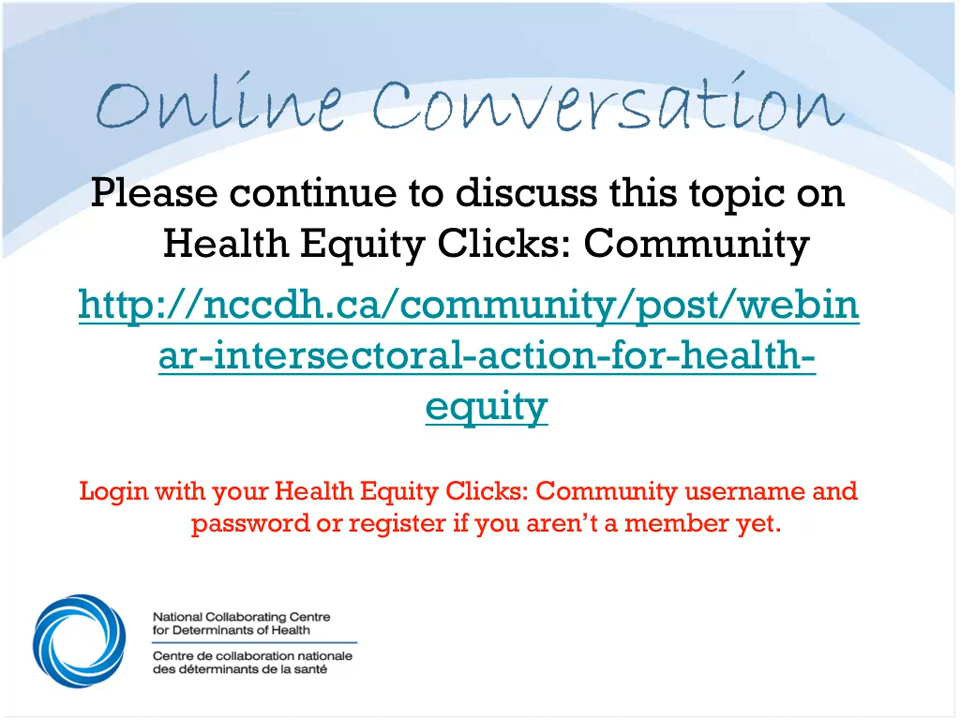 Online Conversation
Please continue to discuss this topic on
Health Equity Clicks: Community
http://nccdh.ca/community/post/webin
ar-intersectoral-action-for-health-
equity
Login with your Health Equity Clicks: Community username and
password or register if you aren't a member yet.
National Collaborating Centre
for Determinants of Health
Centre de collaboration nationale
des déterminants de la santé